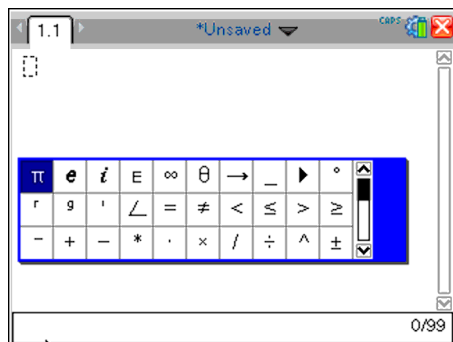 1.1 *Unsaved CAPS
π e i E ∞ θ → _ ▶ °
r g ' ∠ = ≠ < ≤ > ≥
− + – * · × / ÷ ^ ±
0/99